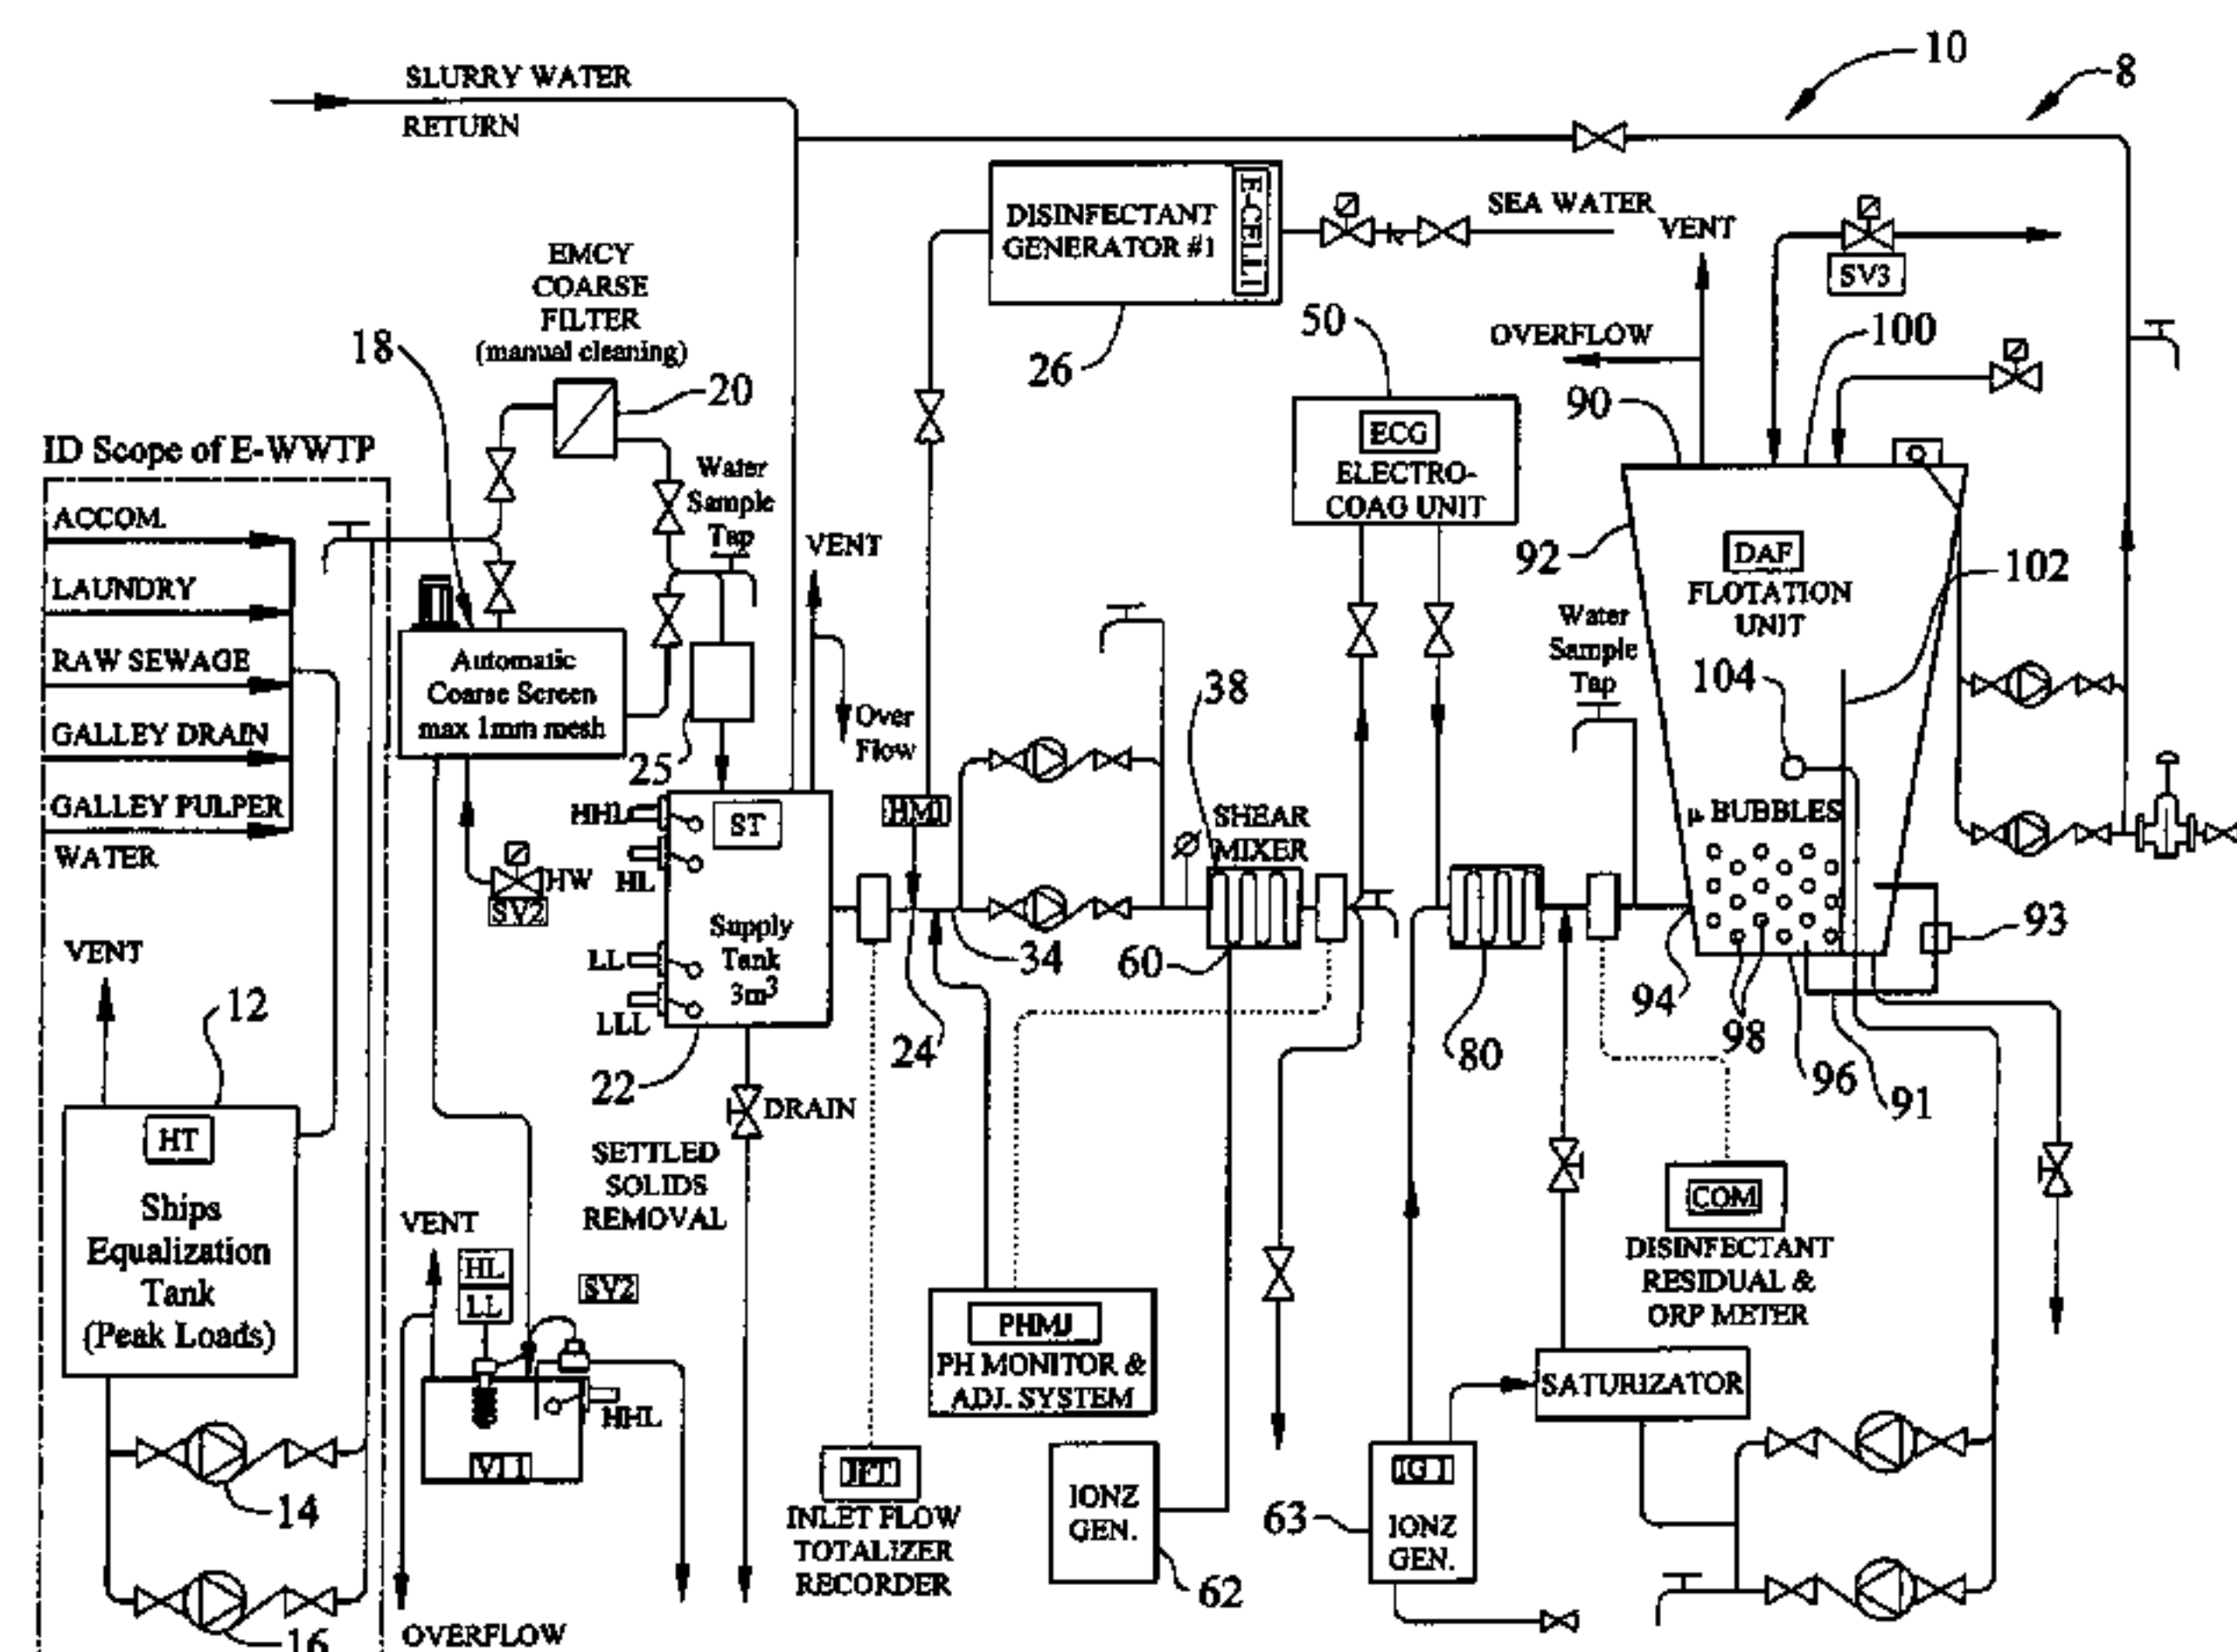 10
8
SLURRY WATER
RETURN
DISINFECTANT
GENERATOR #1
E-CELL1
26
SEA WATER
VENT
SV3
OVERFLOW
100
90
92
EMCY
COARSE
FILTER
(manual cleaning)
18
20
50
ECG
ELECTRO-
COAG UNIT
ID Scope of E-WWTP
ACCOM.
LAUNDRY
RAW SEWAGE
GALLEY DRAIN
GALLEY PULPER
WATER
Water
Sample
Tap
VENT
Over
Flow
Automatic
Coarse Screen
max 1mm mesh
25
HW
SV2
HHL
HL
LL
LLL
ST
Supply
Tank
3m³
22
DRAIN
SETTLED
SOLIDS
REMOVAL
24
34
38
SHEAR
MIXER
60
Water
Sample
Tap
80
DAF
FLOTATION
UNIT
102
104
µ BUBBLES
93
94
98
96
91
VENT
12
HT
Ships
Equalization
Tank
(Peak Loads)
14
16
VENT
HL
LL
SV2
HHL
OVERFLOW
INLET FLOW
TOTALIZER
RECORDER
PHMJ
PH MONITOR &
ADJ. SYSTEM
IONZ
GEN.
62
63
IG 1
IONZ
GEN.
SATURIZATOR
COM
DISINFECTANT
RESIDUAL &
ORP METER